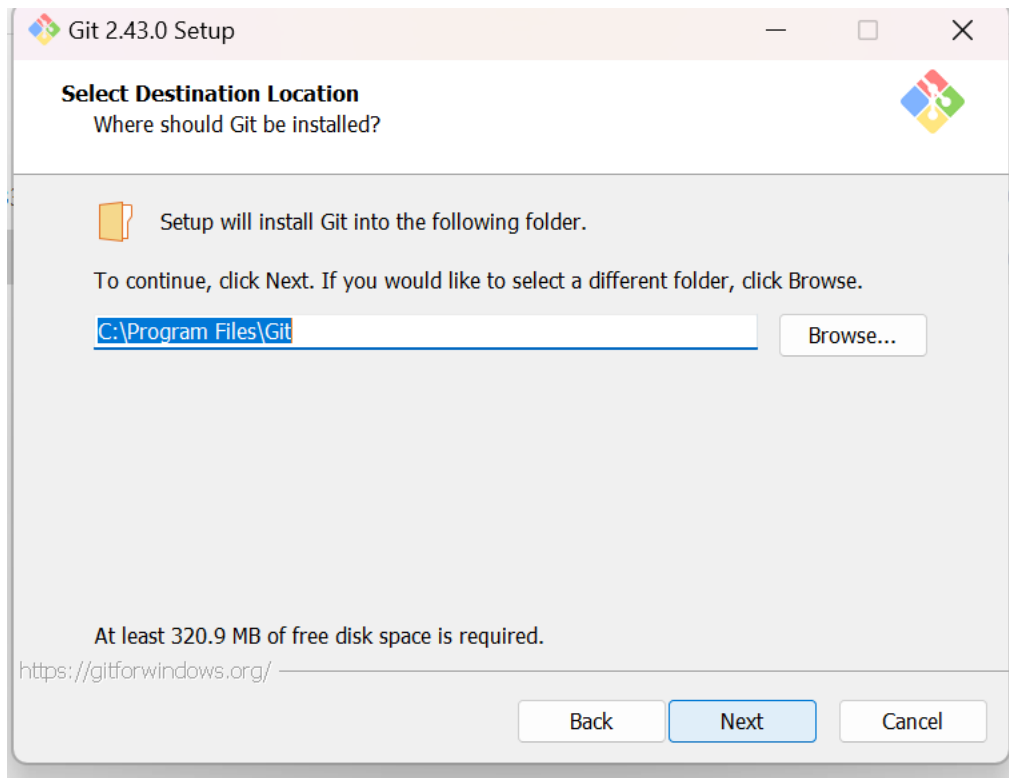 Git 2.43.0 Setup
Select Destination Location
Where should Git be installed?
Setup will install Git into the following folder.
To continue, click Next. If you would like to select a different folder, click Browse.
C:\Program Files\Git
Browse...
At least 320.9 MB of free disk space is required.
https://gitforwindows.org/
Back
Next
Cancel